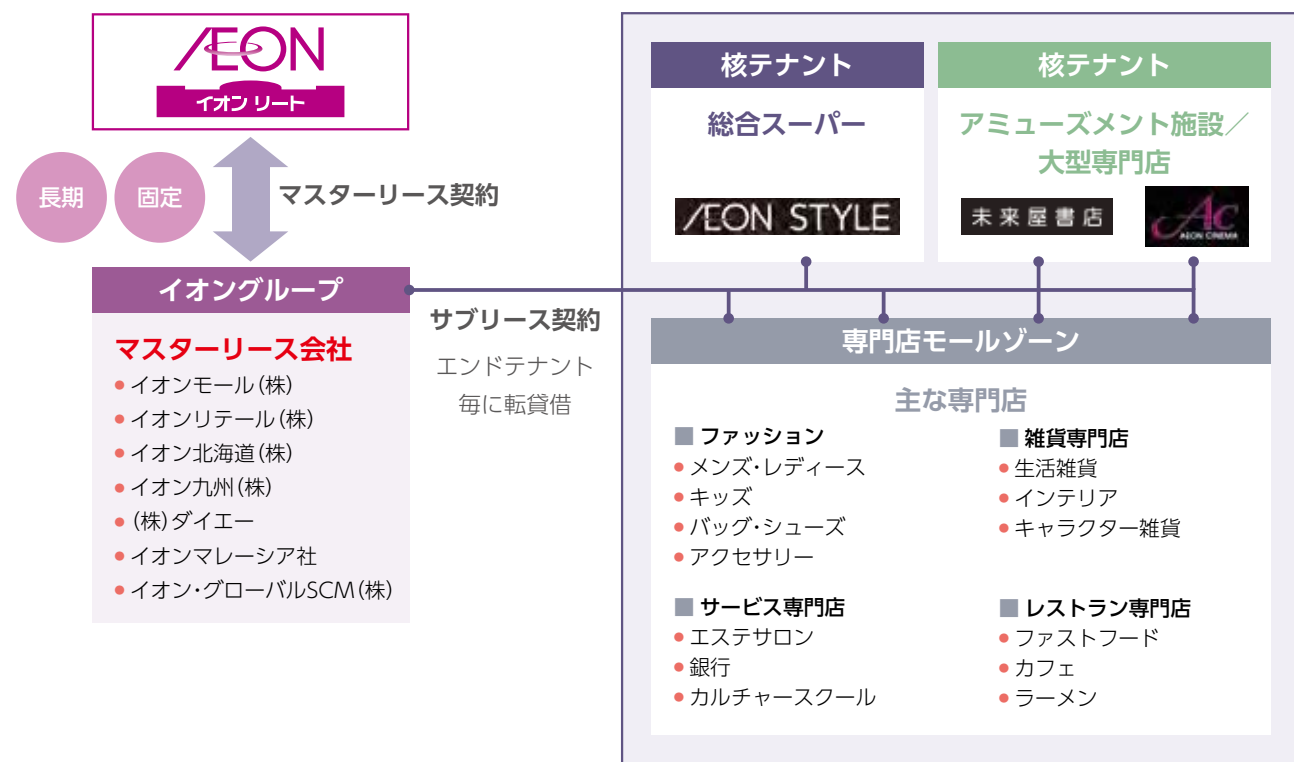 ÆON
イオン リート
長期
固定
マスターリース契約
イオングループ
マスターリース会社
● イオンモール(株)
● イオンリテール(株)
● イオン北海道(株)
● イオン九州(株)
● (株)ダイエー
● イオンマレーシア社
● イオン・グローバルSCM(株)
サブリース契約
エンドテナント
毎に転貸借
核テナント
総合スーパー
ÆON STYLE
核テナント
アミューズメント施設／
大型専門店
未来屋書店
Ac
AEON CINEMA
専門店モールゾーン
主な専門店
■ ファッション
● メンズ・レディース
● キッズ
● バッグ・シューズ
● アクセサリー
■ 雑貨専門店
● 生活雑貨
● インテリア
● キャラクター雑貨
■ サービス専門店
● エステサロン
● 銀行
● カルチャースクール
■ レストラン専門店
● ファストフード
● カフェ
● ラーメン